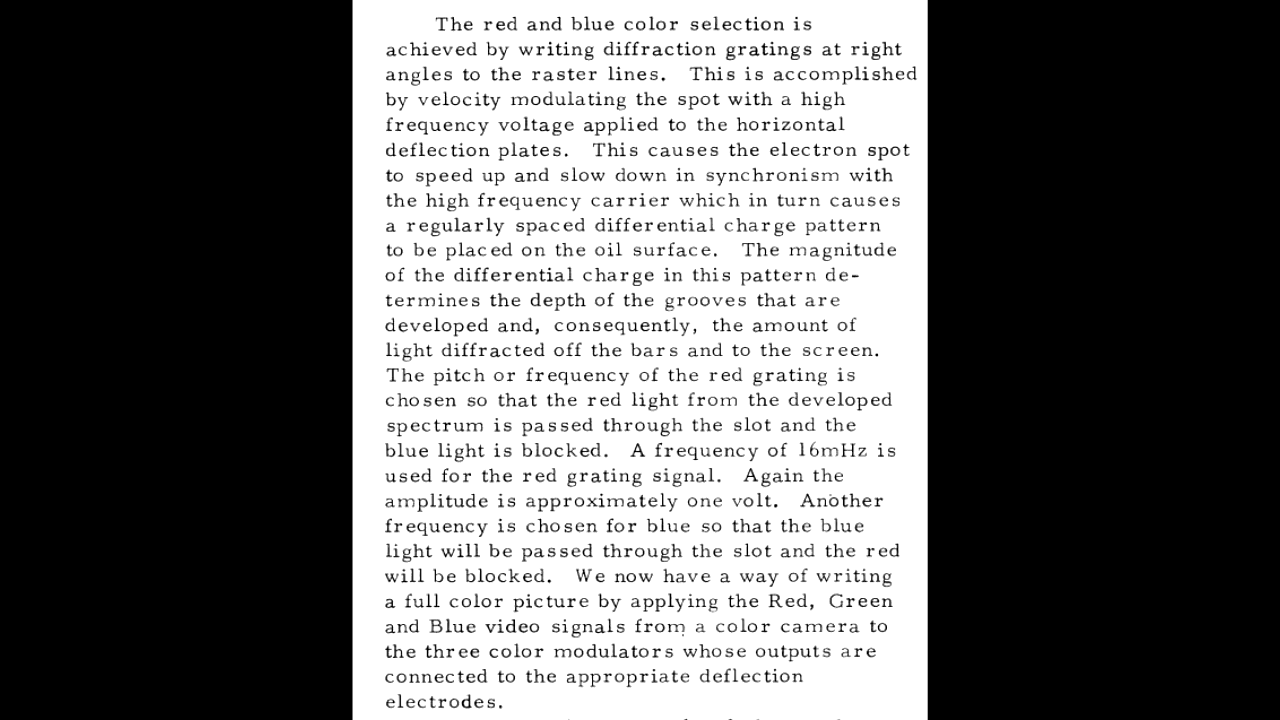 The red and blue color selection is
achieved by writing diffraction gratings at right
angles to the raster lines. This is accomplished
by velocity modulating the spot with a high
frequency voltage applied to the horizontal
deflection plates. This causes the electron spot
to speed up and slow down in synchronism with
the high frequency carrier which in turn causes
a regularly spaced differential charge pattern
to be placed on the oil surface. The magnitude
of the differential charge in this pattern de-
termines the depth of the grooves that are
developed and, consequently, the amount of
light diffracted off the bars and to the screen.
The pitch or frequency of the red grating is
chosen so that the red light from the developed
spectrum is passed through the slot and the
blue light is blocked. A frequency of 16mHz is
used for the red grating signal. Again the
amplitude is approximately one volt. Another
frequency is chosen for blue so that the blue
light will be passed through the slot and the red
will be blocked. We now have a way of writing
a full color picture by applying the Red, Green
and Blue video signals from a color camera to
the three color modulators whose outputs are
connected to the appropriate deflection
electrodes.